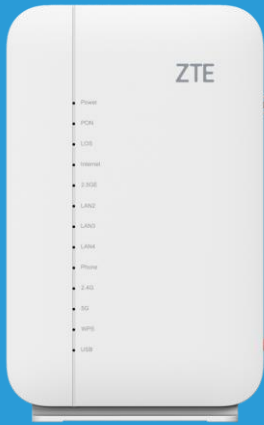 ZTE
Power
PON
LOS
Internet
2.5GE
LAN2
LAN3
LAN4
Phone
2.4G
5G
WPS
USB